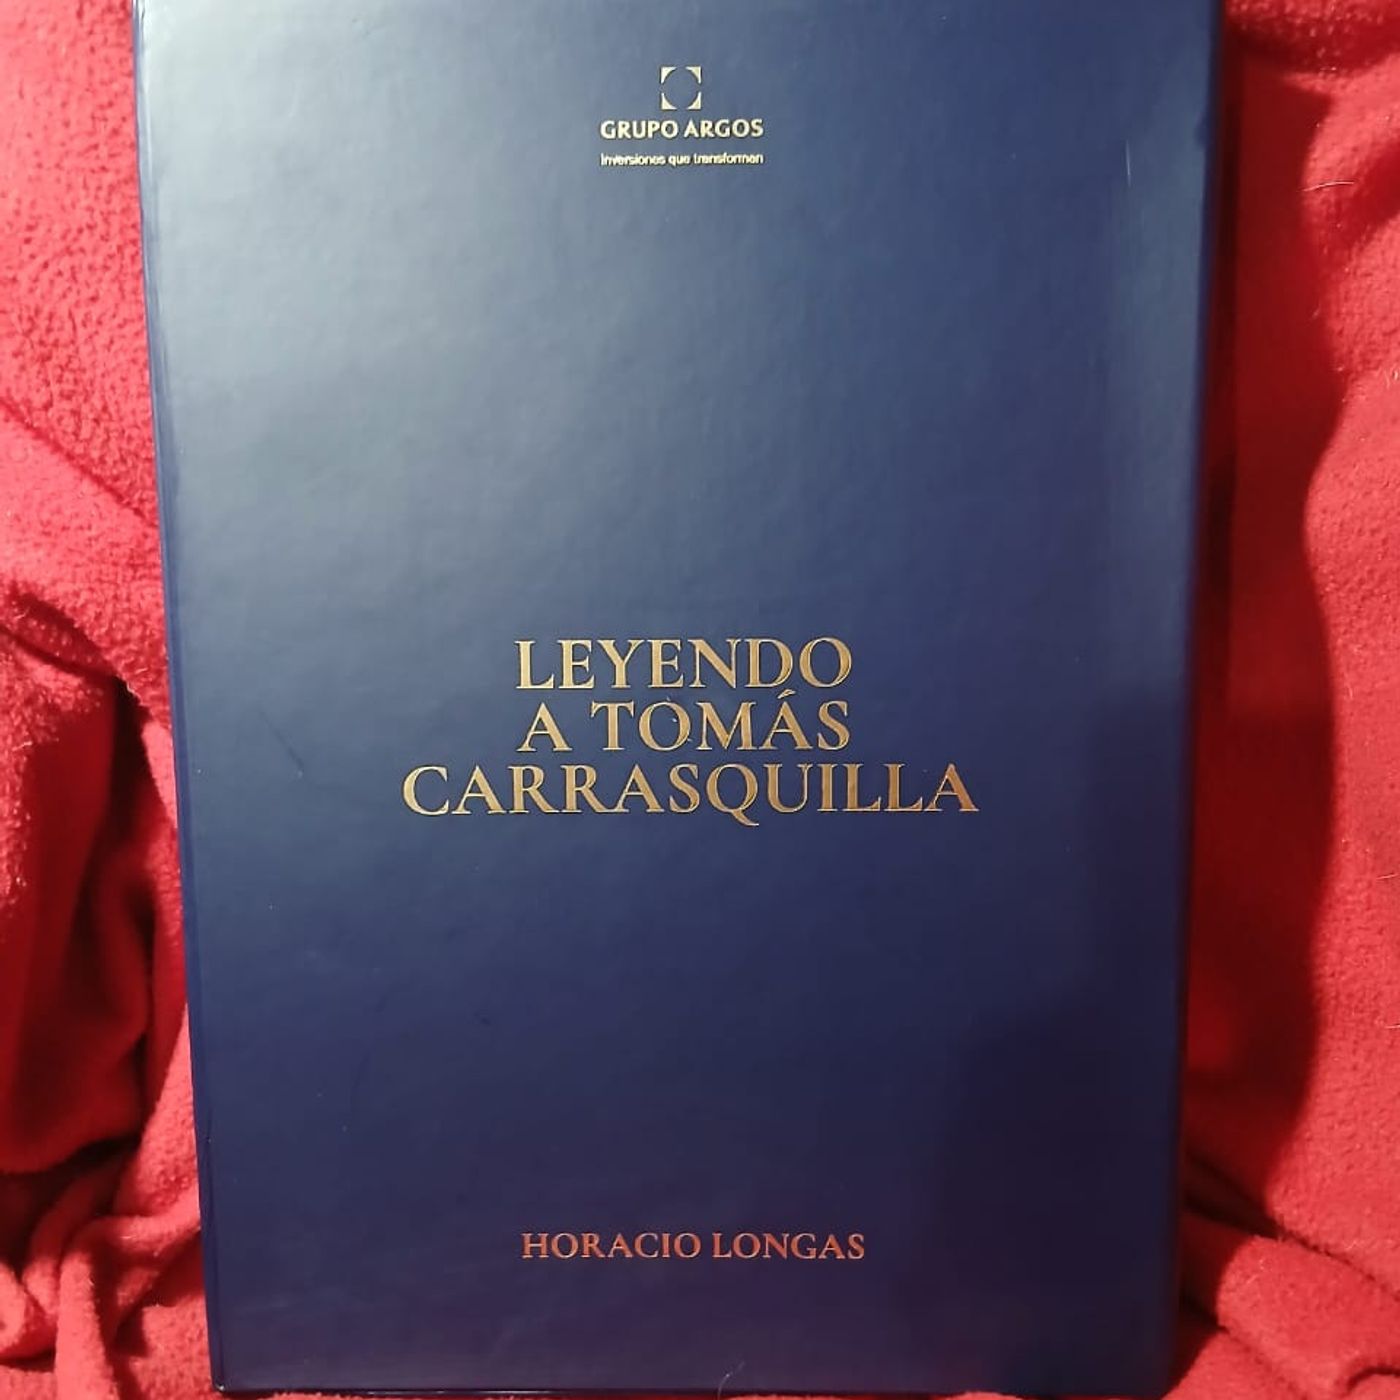 GRUPO ARGOS
Inversiones que transforman
LEYENDO
A TOMÁS
CARRASQUILLA
HORACIO LONGAS